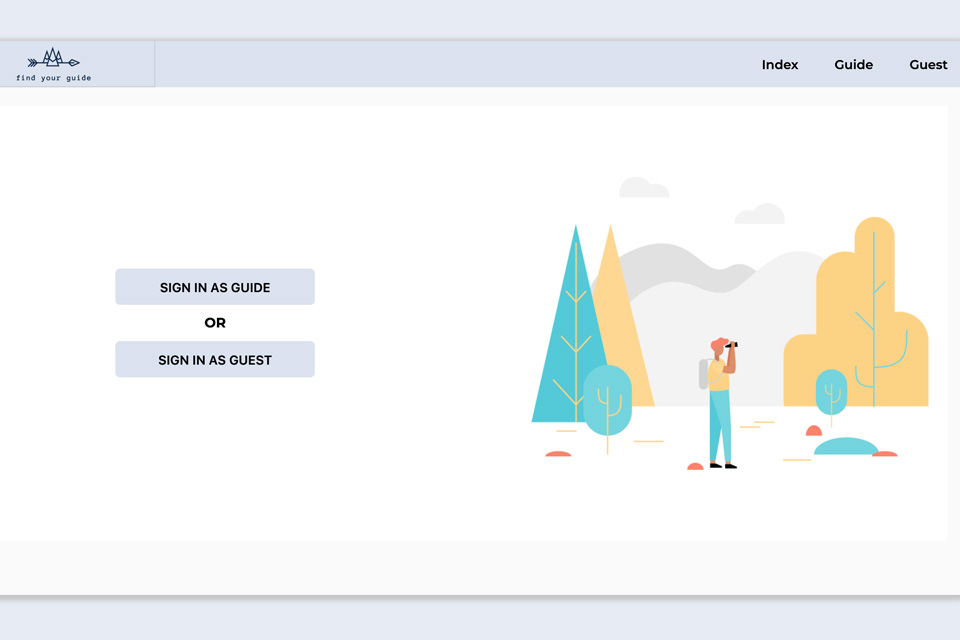 find your guide
Index Guide Guest
SIGN IN AS GUIDE
OR
SIGN IN AS GUEST